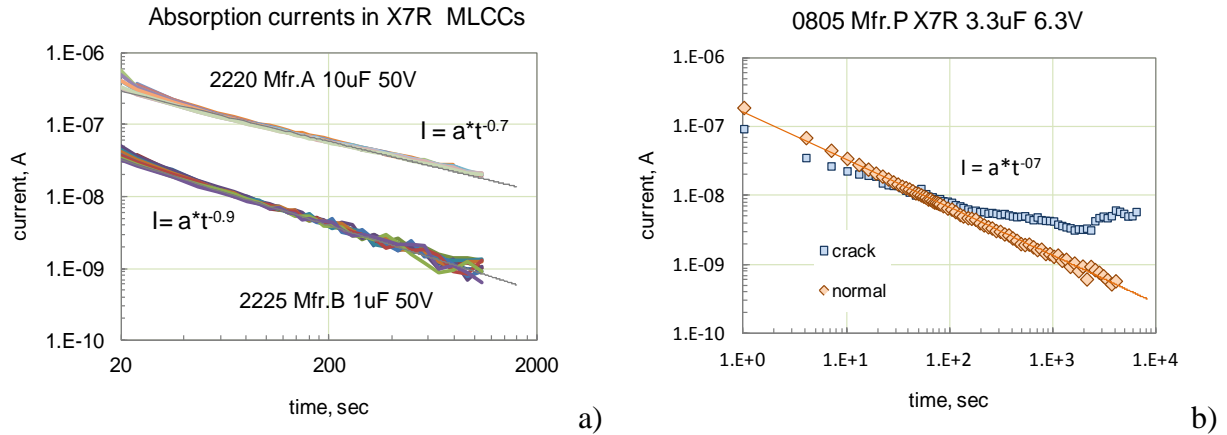 Absorption currents in X7R MLCCs
1.E-06
1.E-07
1.E-08
1.E-09
1.E-10
current, A
2220 Mfr.A 10uF 50V
I = a*t-0.7
I= a*t-0.9
2225 Mfr.B 1uF 50V
20
200
2000
time, sec
a)
0805 Mfr.P X7R 3.3uF 6.3V
1.E-06
1.E-07
1.E-08
1.E-09
1.E-10
current, A
I = a*t-07
crack
normal
1.E+0
1.E+1
1.E+2
1.E+3
1.E+4
time, sec
b)